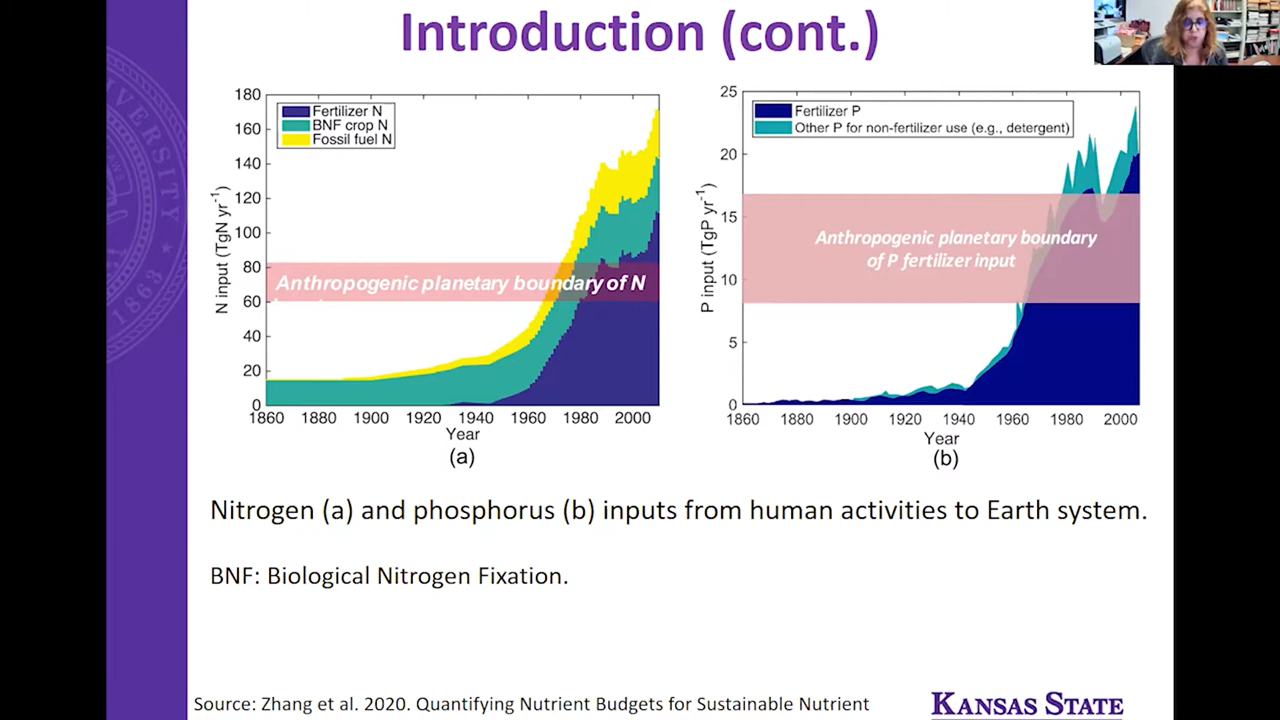 Introduction (cont.)
180
160
140
120
100
80
60
40
20
0
N input (TgN yr⁻¹)
Fertilizer N
BNF crop N
Fossil fuel N
Anthropogenic planetary boundary of N
1860 1880 1900 1920 1940 1960 1980 2000
Year
(a)
25
20
15
10
5
0
P input (TgP yr⁻¹)
Fertilizer P
Other P for non-fertilizer use (e.g., detergent)
Anthropogenic planetary boundary
of P fertilizer input
1860 1880 1900 1920 1940 1960 1980 2000
Year
(b)
Nitrogen (a) and phosphorus (b) inputs from human activities to Earth system.
BNF: Biological Nitrogen Fixation.
Source: Zhang et al. 2020. Quantifying Nutrient Budgets for Sustainable Nutrient
KANSAS STATE
1863